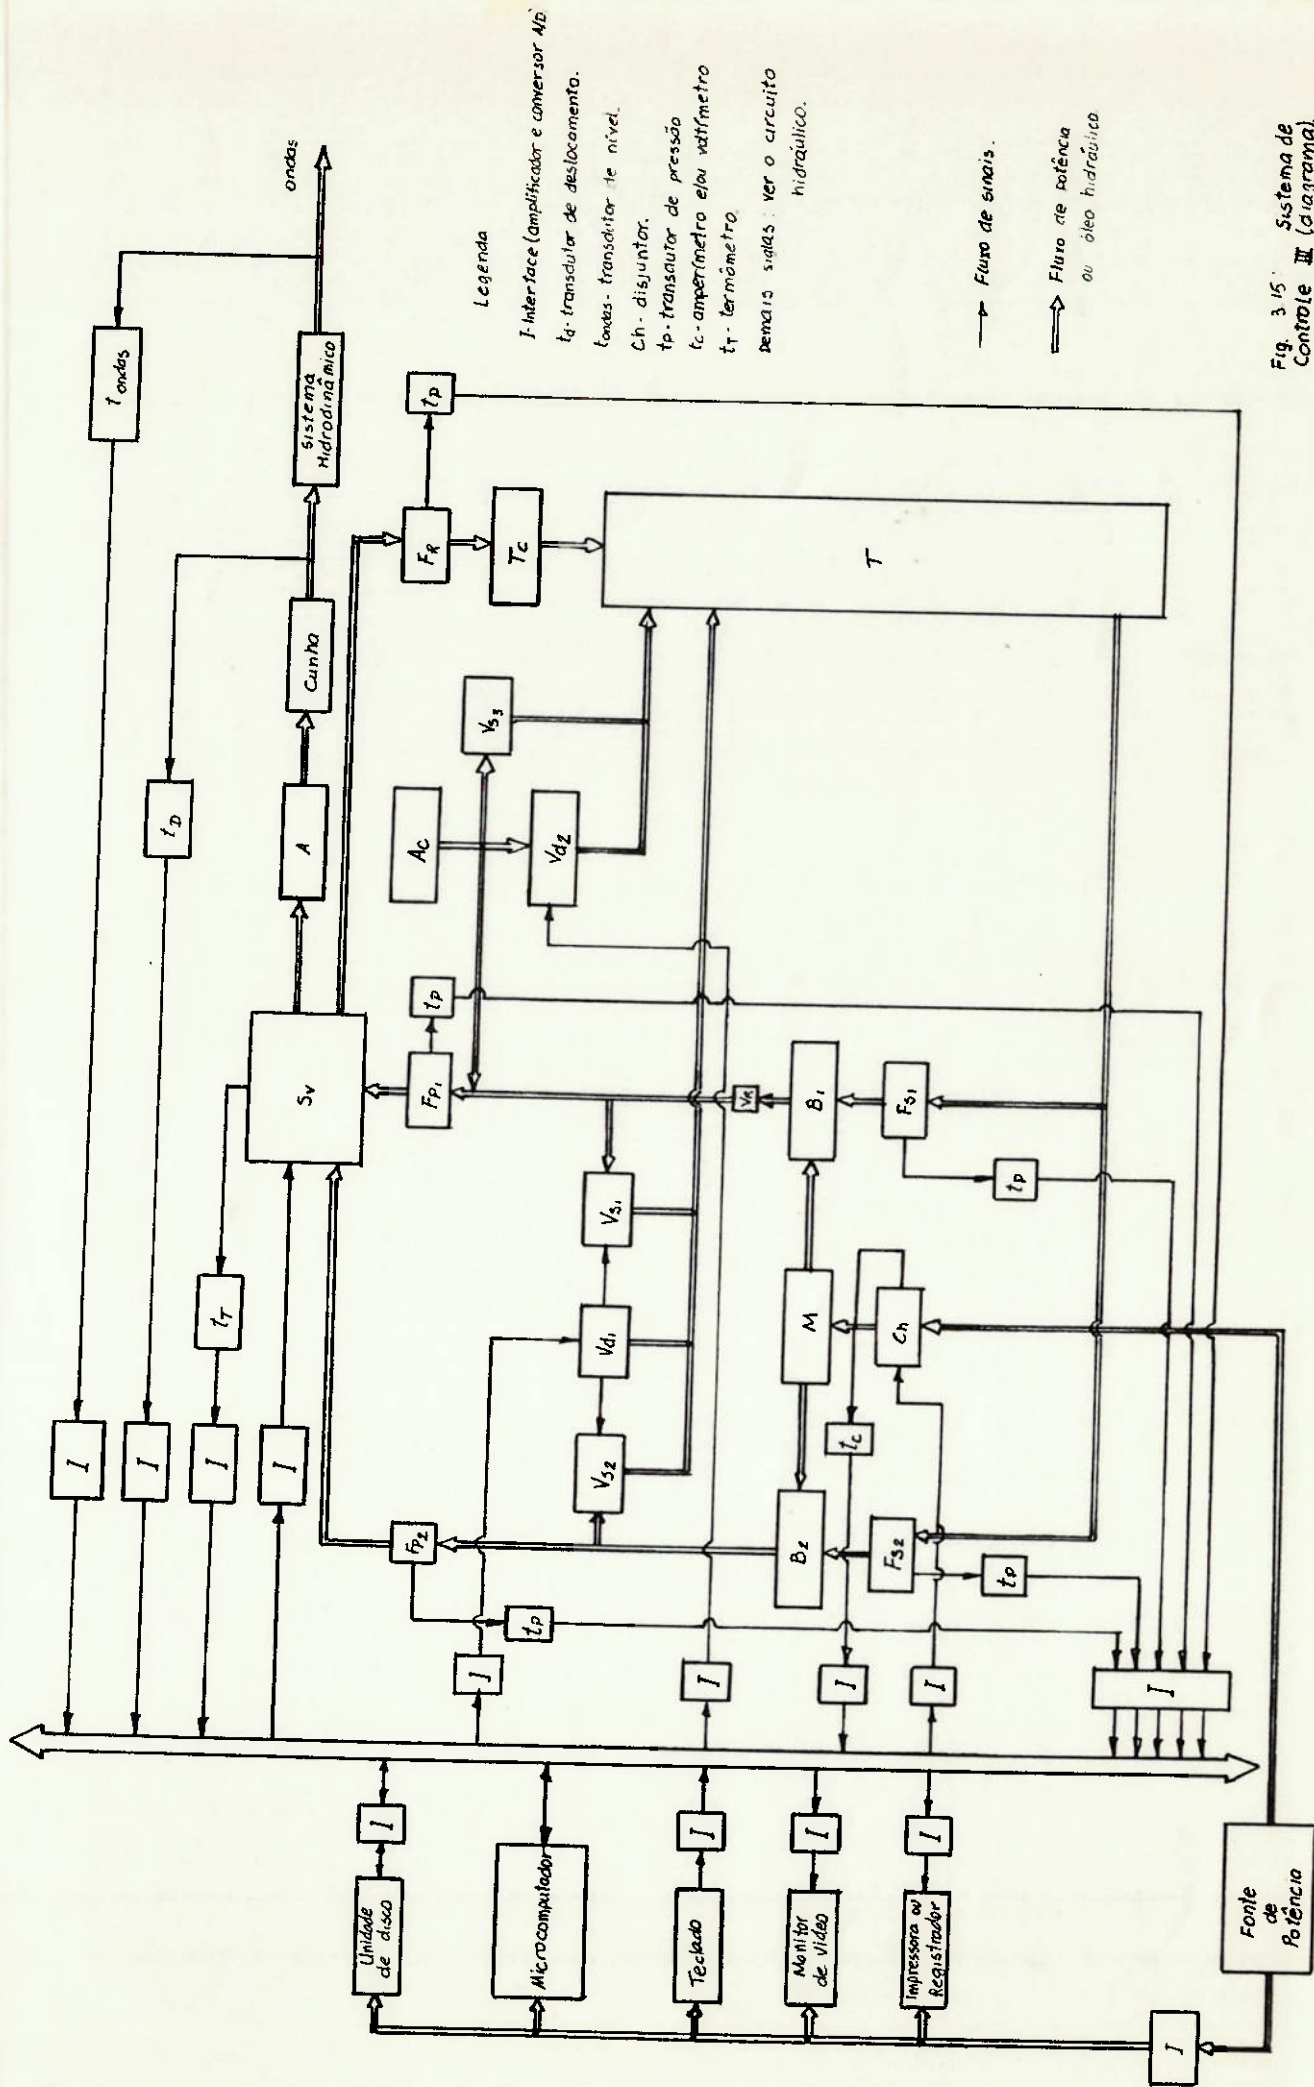 ondas
t ondas
Sistema
Hidrodinâmico
Cunha
A
tD
Sv
tT
I
I
I
I
Legenda
I-Interface (amplificador e conversor A/D)
td - transdutor de deslocamento.
tondas - transdutor de nível.
Ch - disjuntor.
tp - transdutor de pressão
tc - amperímetro e/ou voltímetro
tT - termômetro.
Demais siglas: ver o circuito
hidráulico.
Fluxo de sinais.
Fluxo de potência
ou óleo hidráulico.
Fig. 3.15: Sistema de
Controle III (diagrama)
tp
FR
Tc
T
Vs3
Ac
Vd2
tp
Fp1
VR
B1
Fs1
tp
Vs1
Vd1
Vs2
M
Ch
tc
Fp2
tp
B2
Fs2
tp
I
I
I
I
I
Unidade
de disco
I
Microcomputador
Teclado
I
Monitor
de vídeo
I
Impressora ou
Registrador
I
Fonte
de
Potência
I